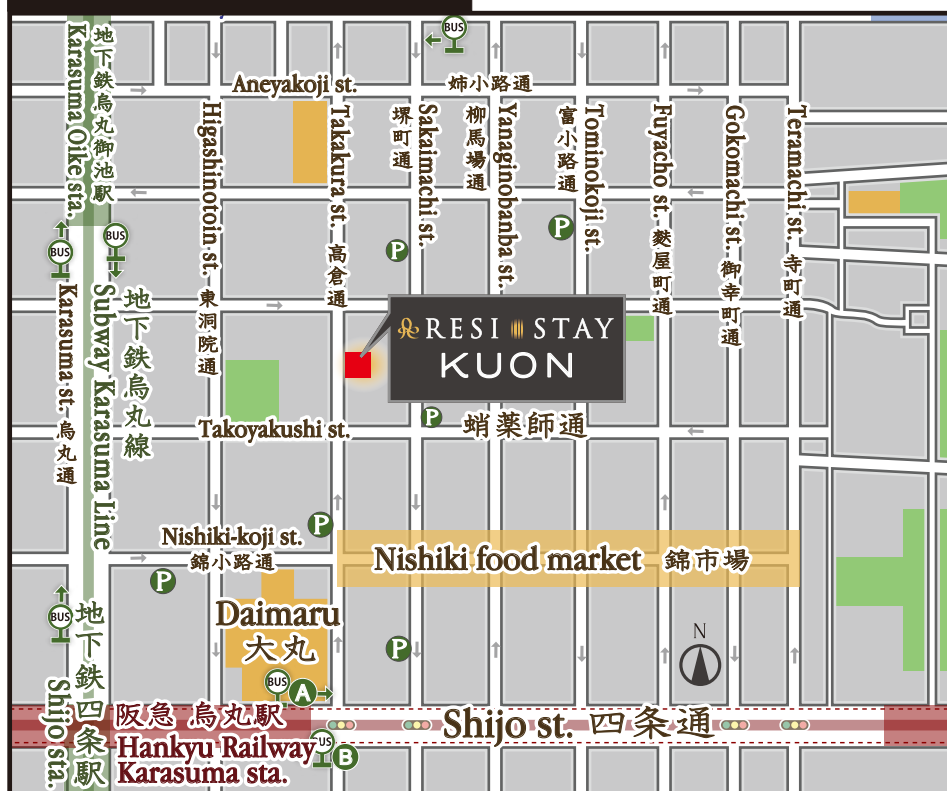 BUS
Karasuma Oike sta.
地下鉄烏丸御池駅
Aneyakoji st.
姉小路通
Higashinotoin st. 東洞院通
Takakura st. 高倉通
堺町通
Sakaimachi st.
柳馬場通
Yanaginobanba st.
富小路通
Tominokoji st.
Fuyacho st. 麩屋町通
Gokomachi st. 御幸町通
Teramachi st. 寺町通
BUS
BUS
P
P
Karasuma st. 烏丸通
Subway Karasuma Line
地下鉄烏丸線
RESI STAY
KUON
P
Takoyakushi st.
蛸薬師通
P
Nishiki-koji st.
錦小路通
Nishiki food market 錦市場
P
BUS
Daimaru
大丸
P
N
BUS
A
地下鉄四条駅
Shijo sta.
阪急 烏丸駅
Hankyu Railway
Karasuma sta.
BUS
B
Shijo st. 四条通